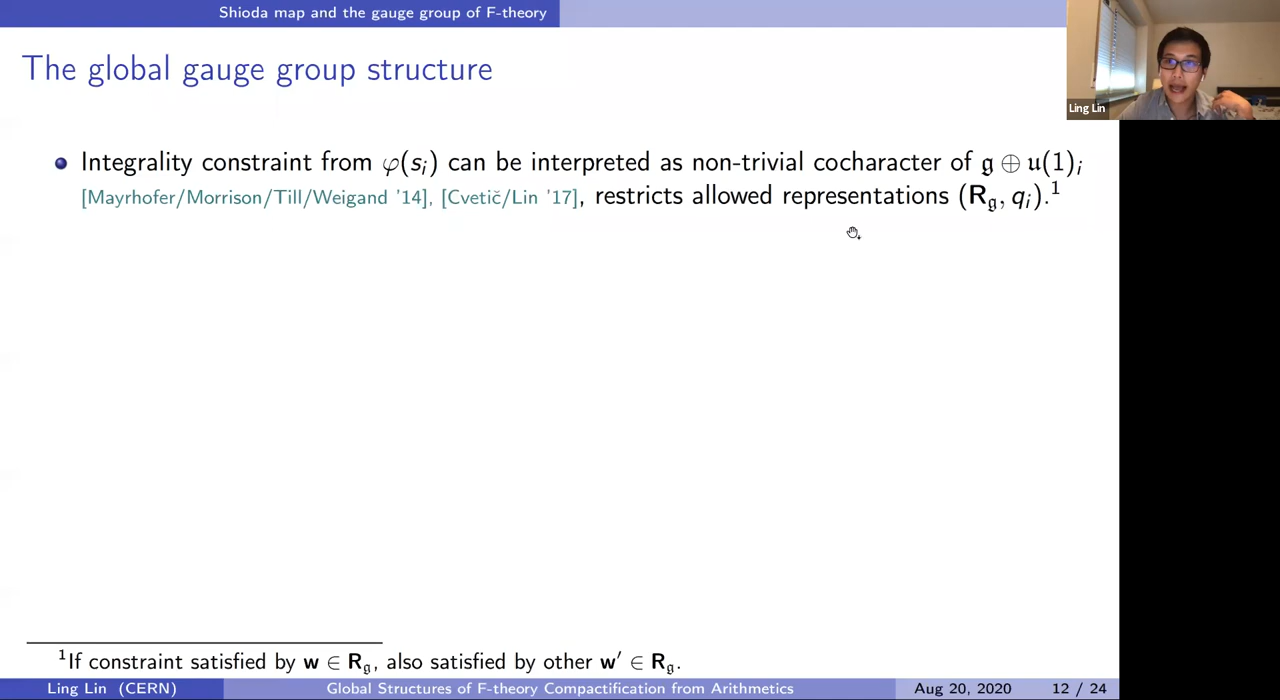 Shioda map and the gauge group of F-theory
The global gauge group structure
Ling Lin
Integrality constraint from φ(sᵢ) can be interpreted as non-trivial cocharacter of 𝔤 ⊕ 𝔲(1)ᵢ
[Mayrhofer/Morrison/Till/Weigand '14], [Cvetič/Lin '17], restricts allowed representations (R_𝔤, qᵢ).¹
¹If constraint satisfied by w ∈ R_𝔤, also satisfied by other w′ ∈ R_𝔤.
Ling Lin (CERN) Global Structures of F-theory Compactification from Arithmetics Aug 20, 2020 12 / 24